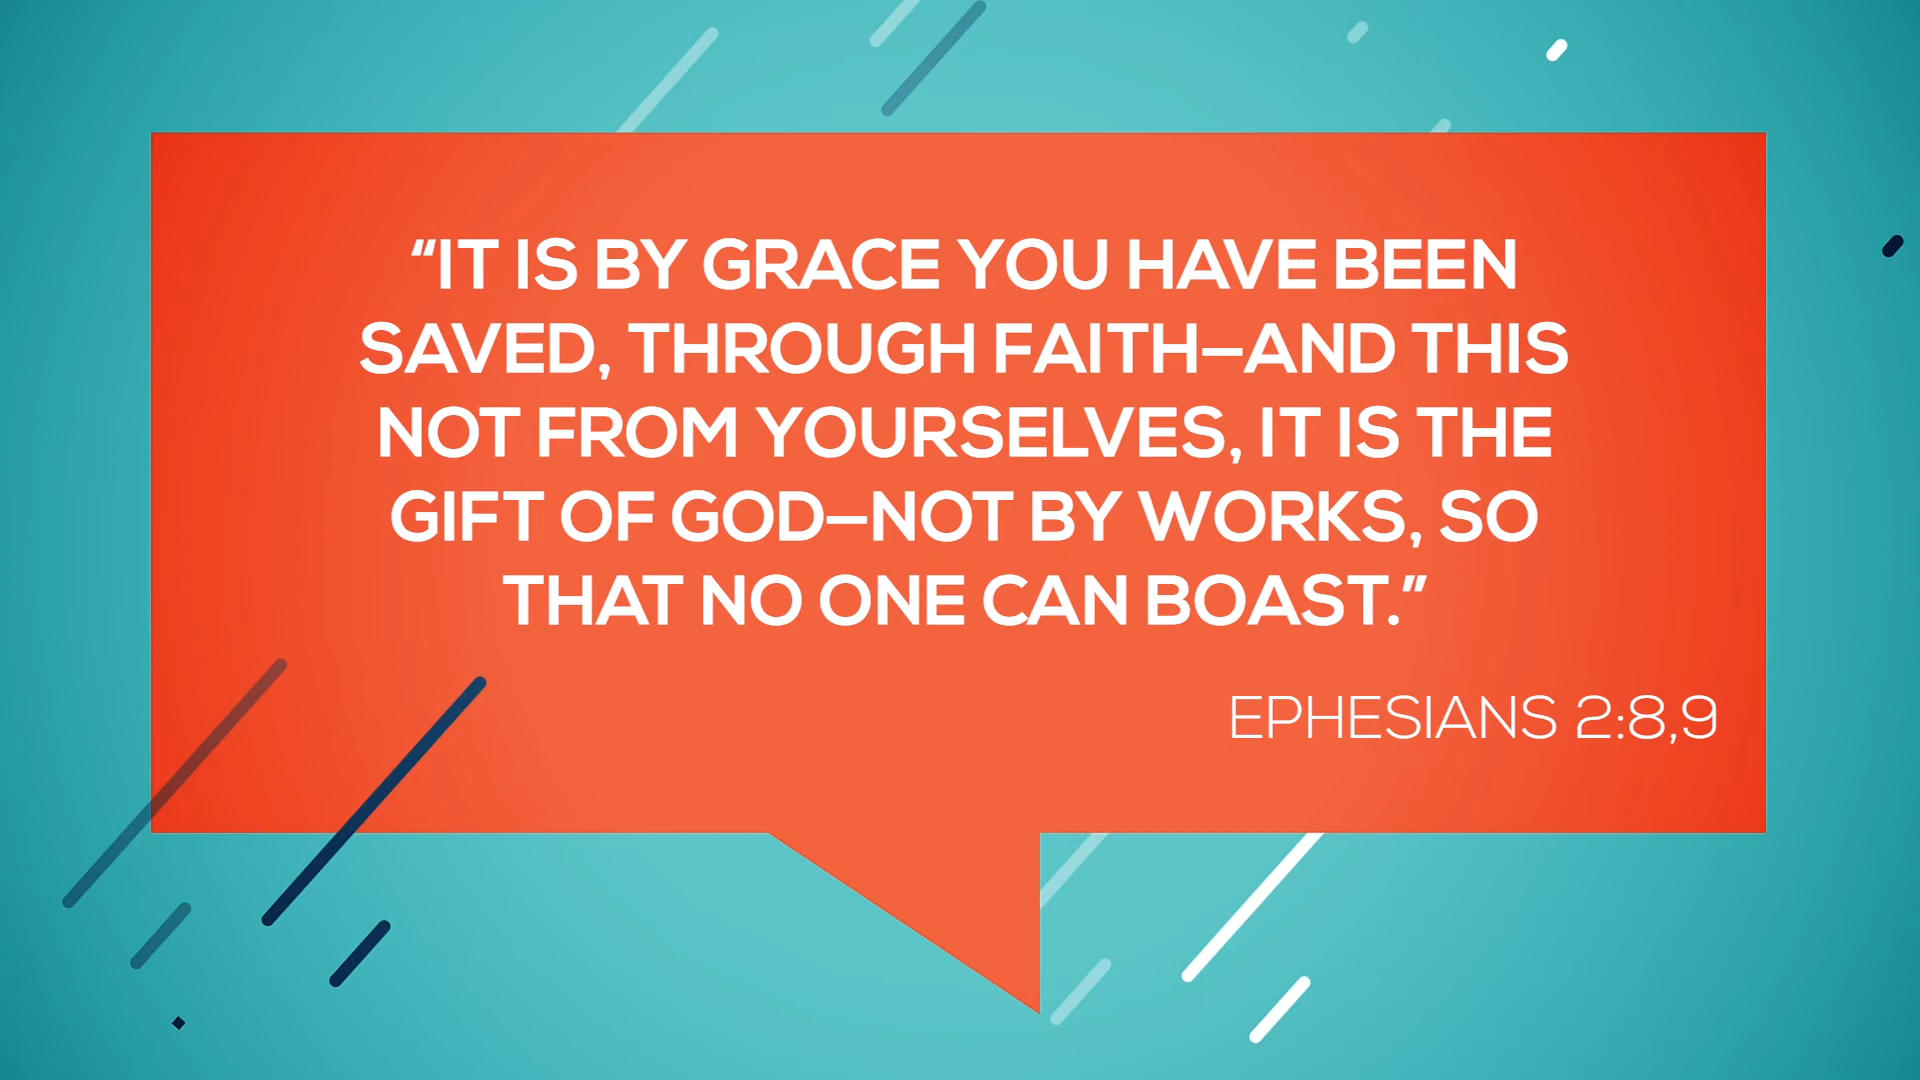 “IT IS BY GRACE YOU HAVE BEEN
SAVED, THROUGH FAITH—AND THIS
NOT FROM YOURSELVES, IT IS THE
GIFT OF GOD—NOT BY WORKS, SO
THAT NO ONE CAN BOAST.”
EPHESIANS 2:8,9